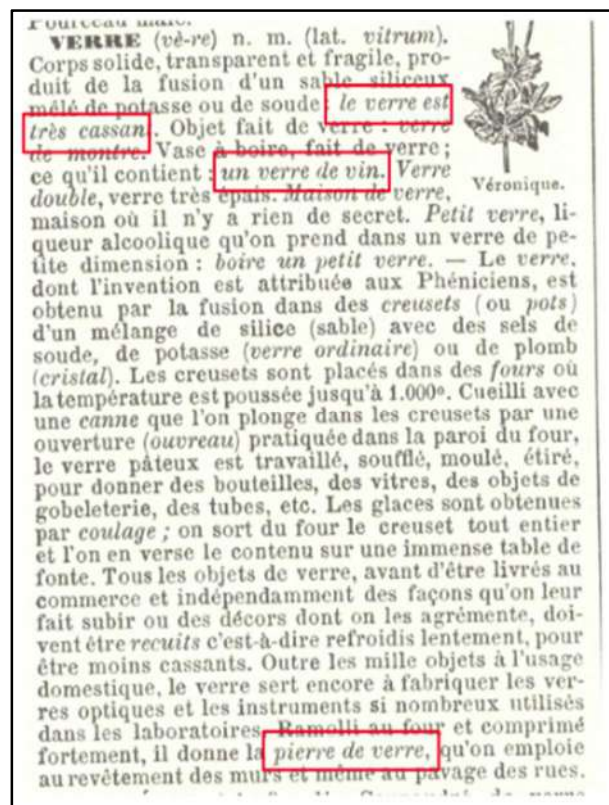 Pourceau mâle.
VERRE (vè-re) n. m. (lat. vitrum).
Corps solide, transparent et fragile, pro-
duit de la fusion d'un sable siliceux
mêlé de potasse ou de soude : le verre est
très cassan. Objet fait de verre : verre
de montre. Vase à boire, fait de verre ;
ce qu'il contient : un verre de vin. Verre
double, verre très épais. Maison de verre,
Véronique.
maison où il n'y a rien de secret. Petit verre, li-
queur alcoolique qu'on prend dans un verre de pe-
tite dimension : boire un petit verre. — Le verre,
dont l'invention est attribuée aux Phéniciens, est
obtenu par la fusion dans des creusets (ou pots)
d'un mélange de silice (sable) avec des sels de
soude, de potasse (verre ordinaire) ou de plomb
(cristal). Les creusets sont placés dans des fours où
la température est poussée jusqu'à 1.000°. Cueilli avec
une canne que l'on plonge dans les creusets par une
ouverture (ouvreau) pratiquée dans la paroi du four,
le verre pâteux est travaillé, soufflé, moulé, étiré,
pour donner des bouteilles, des vitres, des objets de
gobeleterie, des tubes, etc. Les glaces sont obtenues
par coulage ; on sort du four le creuset tout entier
et l'on en verse le contenu sur une immense table de
fonte. Tous les objets de verre, avant d'être livrés au
commerce et indépendamment des façons qu'on leur
fait subir ou des décors dont on les agrémente, doi-
vent être recuits c'est-à-dire refroidis lentement, pour
être moins cassants. Outre les mille objets à l'usage
domestique, le verre sert encore à fabriquer les ver-
res optiques et les instruments si nombreux utilisés
dans les laboratoires. Ramolli au four et comprimé
fortement, il donne la pierre de verre, qu'on emploie
au revêtement des murs et même au pavage des rues.